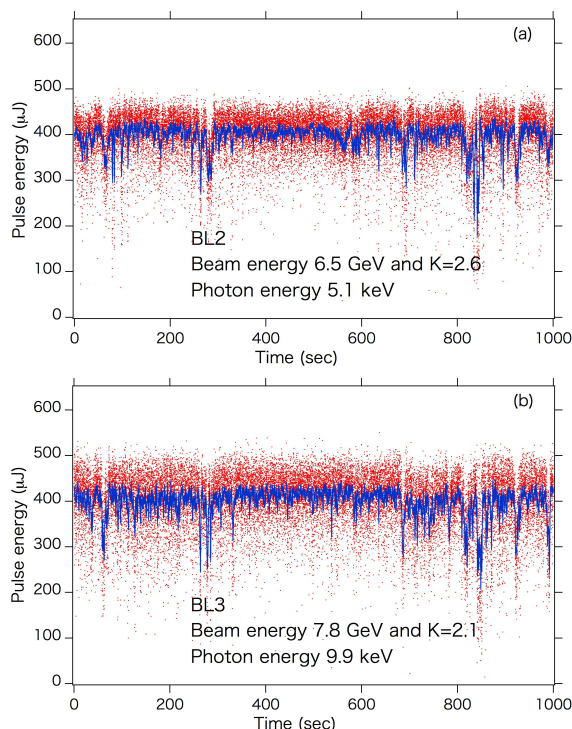 (a)
600
500
400
300
200
100
0
Pulse energy (μJ)
BL2
Beam energy 6.5 GeV and K=2.6
Photon energy 5.1 keV
0 200 400 600 800 1000
Time (sec)
(b)
600
500
400
300
200
100
0
Pulse energy (μJ)
BL3
Beam energy 7.8 GeV and K=2.1
Photon energy 9.9 keV
0 200 400 600 800 1000
Time (sec)